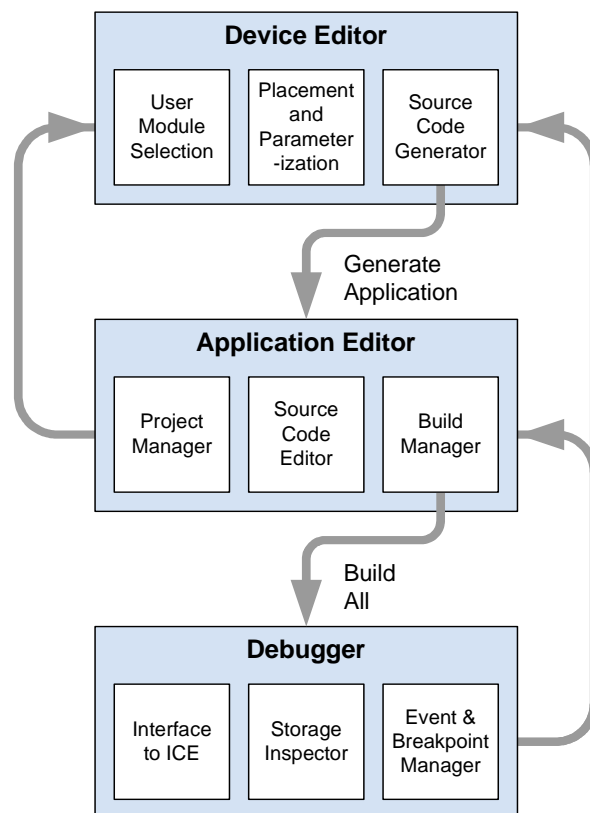 Device Editor
User
Module
Selection
Placement
and
Parameter
-ization
Source
Code
Generator
Generate
Application
Application Editor
Project
Manager
Source
Code
Editor
Build
Manager
Build
All
Debugger
Interface
to ICE
Storage
Inspector
Event &
Breakpoint
Manager